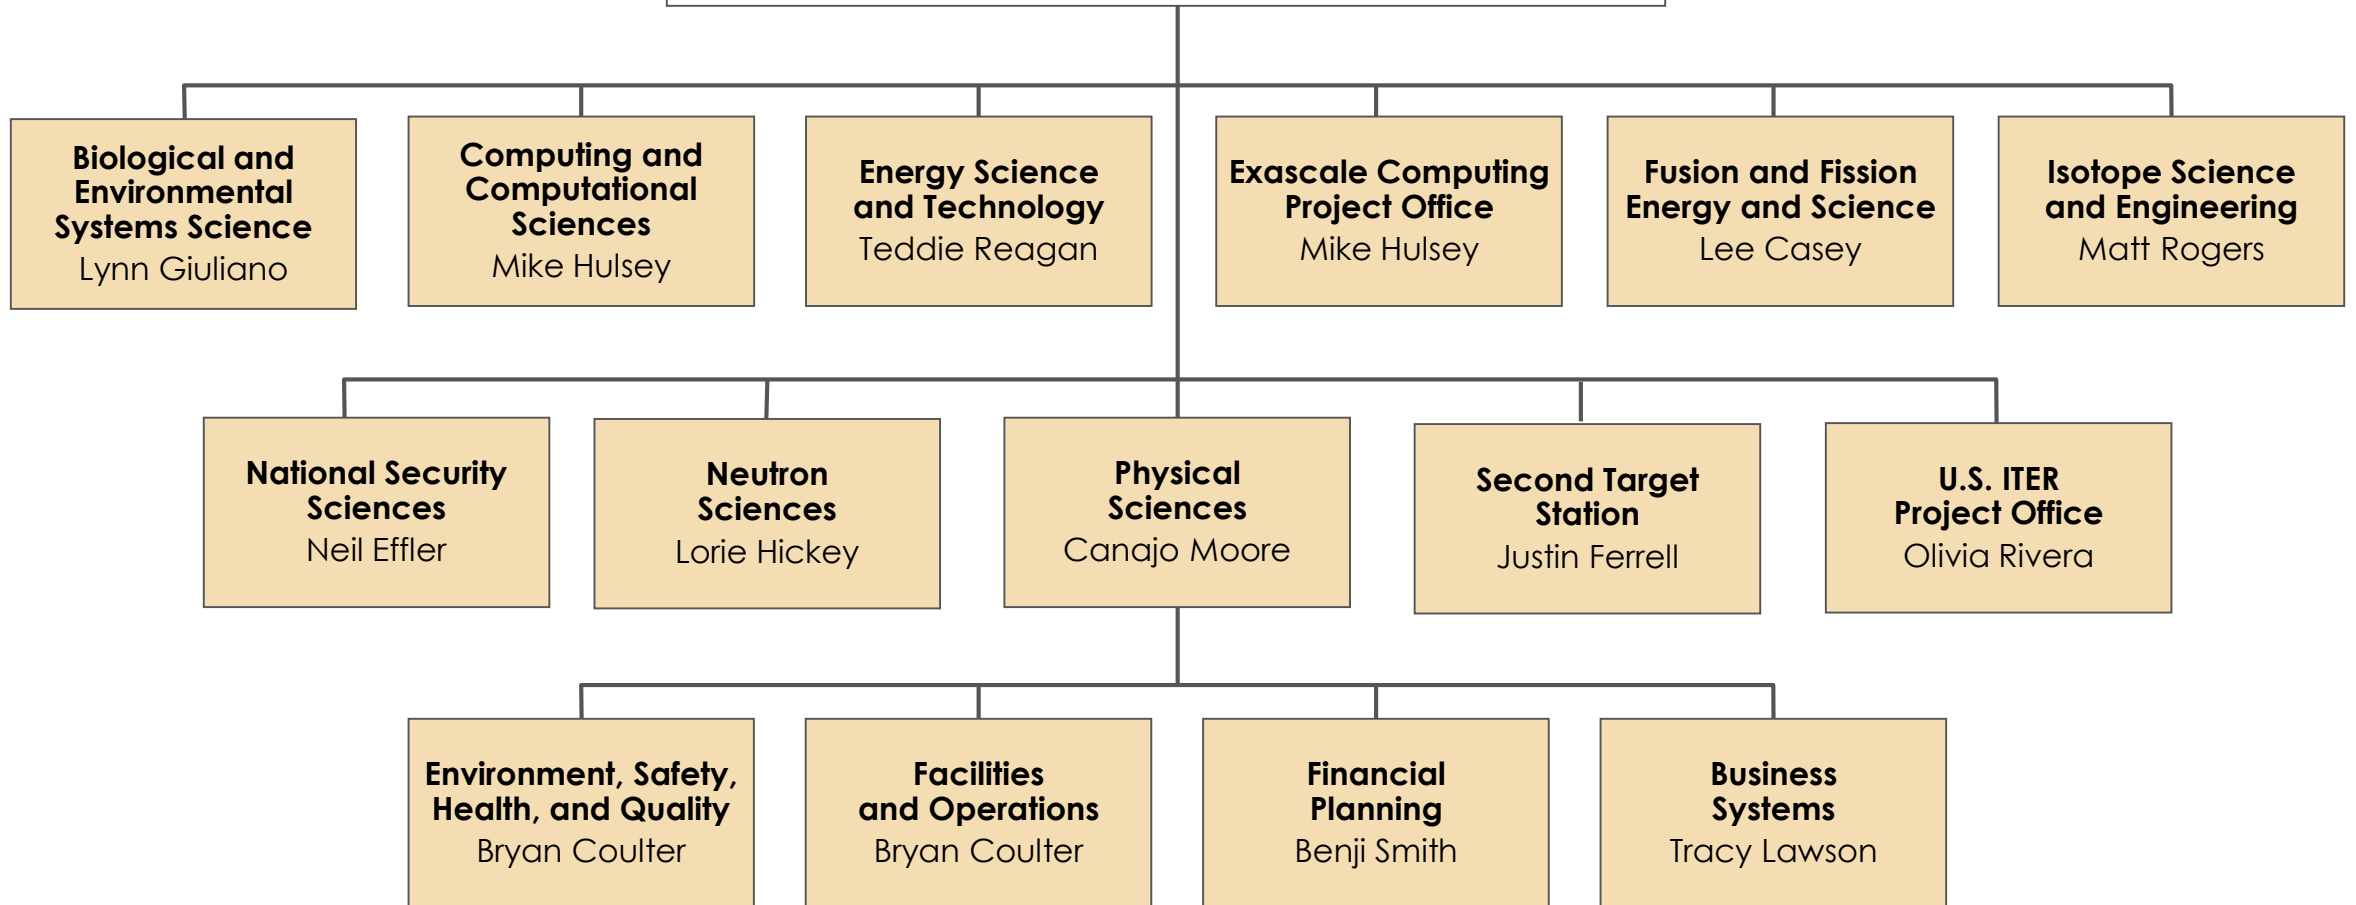 Biological and
Environmental
Systems Science
Lynn Giuliano
Computing and
Computational
Sciences
Mike Hulsey
Energy Science
and Technology
Teddie Reagan
Exascale Computing
Project Office
Mike Hulsey
Fusion and Fission
Energy and Science
Lee Casey
Isotope Science
and Engineering
Matt Rogers
National Security
Sciences
Neil Effler
Neutron
Sciences
Lorie Hickey
Physical
Sciences
Canajo Moore
Second Target
Station
Justin Ferrell
U.S. ITER
Project Office
Olivia Rivera
Environment, Safety,
Health, and Quality
Bryan Coulter
Facilities
and Operations
Bryan Coulter
Financial
Planning
Benji Smith
Business
Systems
Tracy Lawson